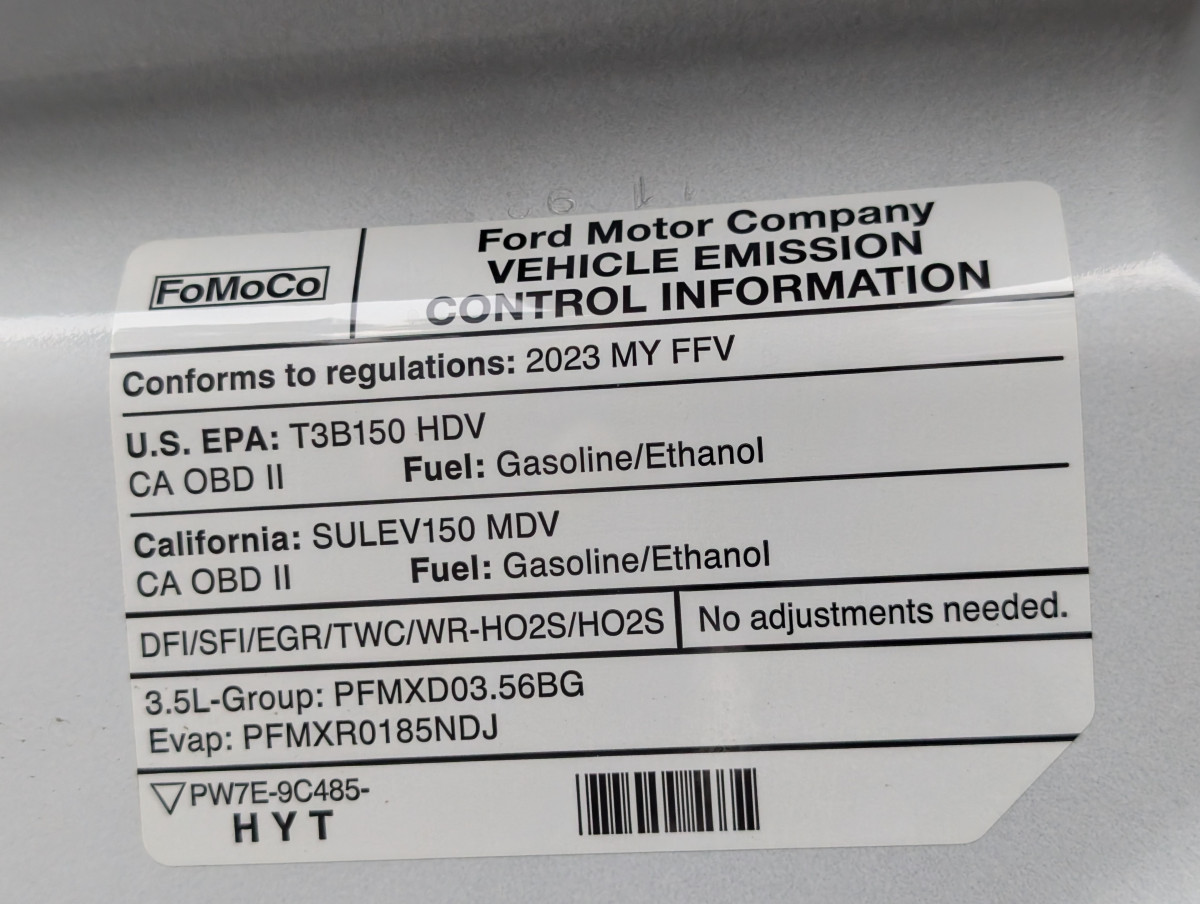 FoMoCo
Ford Motor Company
VEHICLE EMISSION
CONTROL INFORMATION
Conforms to regulations: 2023 MY FFV
U.S. EPA: T3B150 HDV
CA OBD II Fuel: Gasoline/Ethanol
California: SULEV150 MDV
CA OBD II Fuel: Gasoline/Ethanol
DFI/SFI/EGR/TWC/WR-HO2S/HO2S
No adjustments needed.
3.5L-Group: PFMXD03.56BG
Evap: PFMXR0185NDJ
PW7E-9C485-
HYT